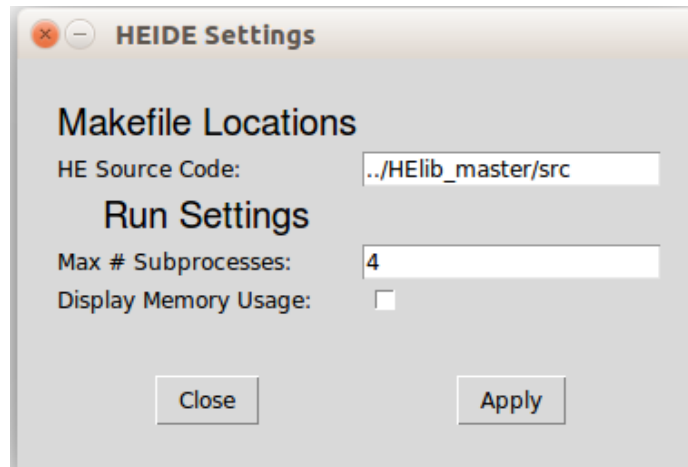 HEIDE Settings
Makefile Locations
HE Source Code: ../HElib_master/src
Run Settings
Max # Subprocesses: 4
Display Memory Usage:
Close Apply